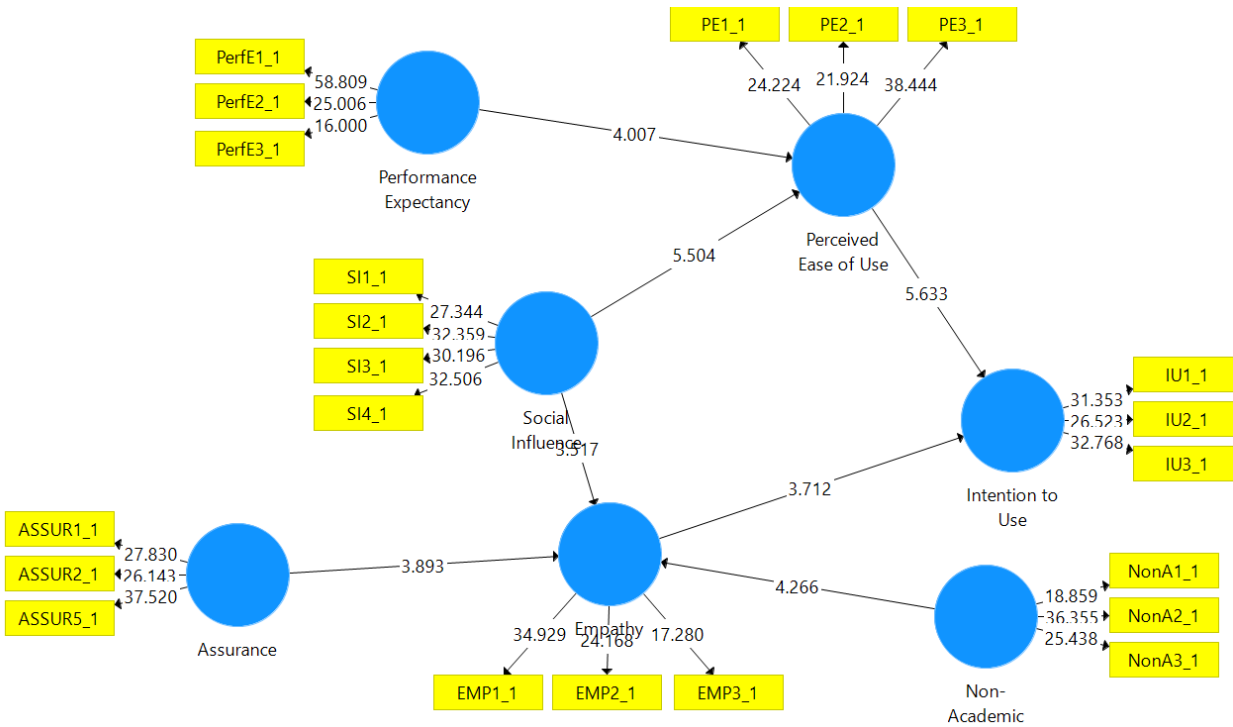 PE1_1
PE2_1
PE3_1
24.224
21.924
38.444
PerfE1_1
PerfE2_1
PerfE3_1
58.809
25.006
16.000
Performance
Expectancy
4.007
Perceived
Ease of Use
5.504
5.633
SI1_1
SI2_1
SI3_1
SI4_1
27.344
32.359
30.196
32.506
Social
Influence
3.517
IU1_1
IU2_1
IU3_1
31.353
26.523
32.768
Intention to
Use
3.712
ASSUR1_1
ASSUR2_1
ASSUR5_1
27.830
26.143
37.520
Assurance
3.893
4.266
Empathy
34.929
24.168
17.280
EMP1_1
EMP2_1
EMP3_1
NonA1_1
NonA2_1
NonA3_1
18.859
36.355
25.438
Non-
Academic